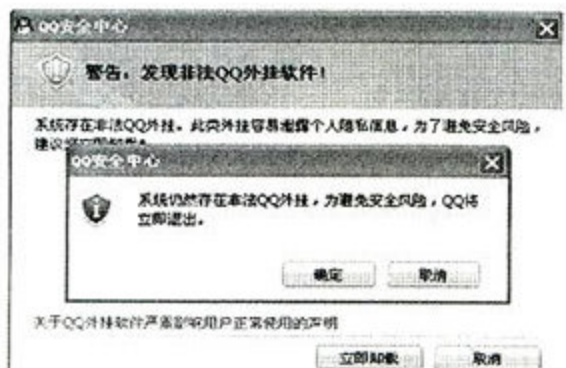 QQ安全中心
警告，发现非法QQ外挂软件！
系统存在非法QQ外挂。此类外挂容易泄露个人隐私信息，为了避免安全风险，
建议
QQ安全中心
系统仍然存在非法QQ外挂，为避免安全风险，QQ将
立即退出。
确定
取消
关于QQ外挂软件严重影响用户正常使用的声明
立即卸载
取消